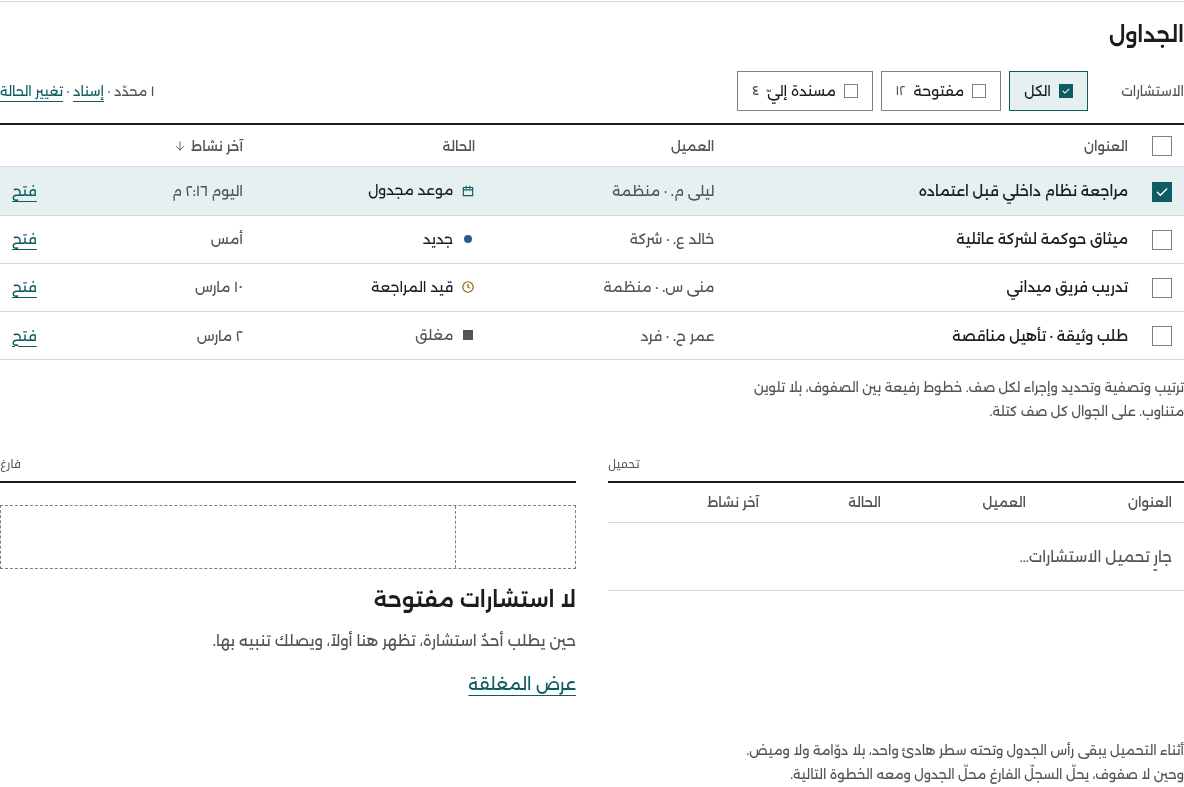 الجداول
الاستشارات الكل مفتوحة ١٢ مسندة إليّ ٤ ١ محدّد · إسناد · تغيير الحالة
العنوان العميل الحالة آخر نشاط ↓
مراجعة نظام داخلي قبل اعتماده ليلى م. · منظمة موعد مجدول اليوم ٢:١٦ م فتح
ميثاق حوكمة لشركة عائلية خالد ع. · شركة جديد أمس فتح
تدريب فريق ميداني منى س. · منظمة قيد المراجعة ١٠ مارس فتح
طلب وثيقة · تأهيل مناقصة عمر ح. · فرد مغلق ٢ مارس فتح
ترتيب وتصفية وتحديد وإجراء لكل صف. خطوط رفيعة بين الصفوف، بلا تلوين
متناوب. على الجوال كل صف كتلة.
تحميل
العنوان العميل الحالة آخر نشاط
جارٍ تحميل الاستشارات…
فارغ
لا استشارات مفتوحة
حين يطلب أحدٌ استشارة، تظهر هنا أولاً، ويصلك تنبيه بها.
عرض المغلقة
أثناء التحميل يبقى رأس الجدول وتحته سطر هادئ واحد، بلا دوّامة ولا وميض.
وحين لا صفوف، يحلّ السجلّ الفارغ محلّ الجدول ومعه الخطوة التالية.